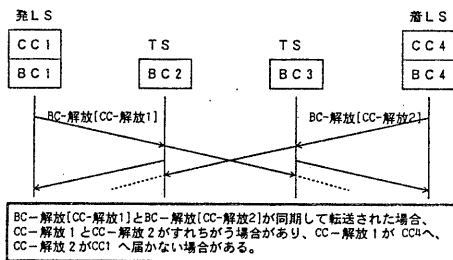 発LS
着LS
CC1
TS
TS
CC4
BC1
BC2
BC3
BC4
BC-解放[CC-解放1]
BC-解放[CC-解放2]
BC-解放[CC-解放1]とBC-解放[CC-解放2]が同期して転送された場合、
CC-解放1とCC-解放2がすれちがう場合があり、CC-解放1がCC4へ、
CC-解放2がCC1へ届かない場合がある。